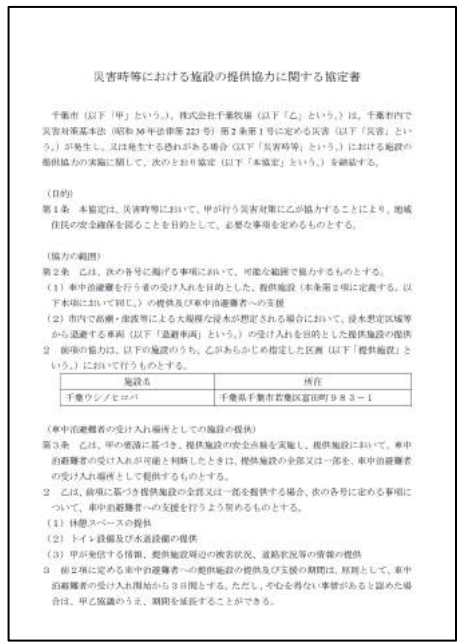 災害時等における施設の提供協力に関する協定書
千葉市（以下「甲」という。）、株式会社千葉牧場（以下「乙」という。）は、千葉市内で
災害対策基本法（昭和36年法律第223号）第2条第1号に定める災害（以下「災害」とい
う。）が発生し、又は発生する恐れがある場合（以下「災害時等」という。）における施設の
提供協力の実施に関して、次のとおり協定（以下「本協定」という。）を締結する。
（目的）
第1条　本協定は、災害時等において、甲が行う災害対策に乙が協力することにより、地域
住民の安全確保を図ることを目的として、必要な事項を定めるものとする。
（協力の範囲）
第2条　乙は、次の各号に掲げる事項において、可能な範囲で協力するものとする。
（1）車中泊避難を行う者の受け入れを目的とした、提供施設（本条第2項に定義する。以
下本項において同じ。）の提供及び車中泊避難者への支援
（2）市内で高潮・津波等による大規模な浸水が想定される場合において、浸水想定区域等
から退避する車両（以下「退避車両」という。）の受け入れを目的とした提供施設の提供
2　前項の協力は、以下の施設のうち、乙があらかじめ指定した区画（以下「提供施設」と
いう。）において行うものとする。
施設名　所在
千葉ウシノヒロバ　千葉県千葉市若葉区富田町983－1
（車中泊避難者の受け入れ場所としての施設の提供）
第3条　乙は、甲の要請に基づき、提供施設の安全点検を実施し、提供施設において、車中
泊避難者の受け入れが可能と判断したときは、提供施設の全部又は一部を、車中泊避難者
の受け入れ場所として提供するものとする。
2　乙は、前項に基づき提供施設の全部又は一部を提供する場合、次の各号に定める事項に
ついて、車中泊避難者への支援を行うよう努めるものとする。
（1）休憩スペースの提供
（2）トイレ設備及び水道設備の提供
（3）甲が発信する情報、提供施設周辺の被害状況、道路状況等の情報の提供
3　前2項に定める車中泊避難者への提供施設の提供及び支援の期間は、原則として、車中
泊避難者の受け入れ開始から3日間とする。ただし、やむを得ない事情があると認めた場
合は、甲乙協議のうえ、期間を延長することができる。